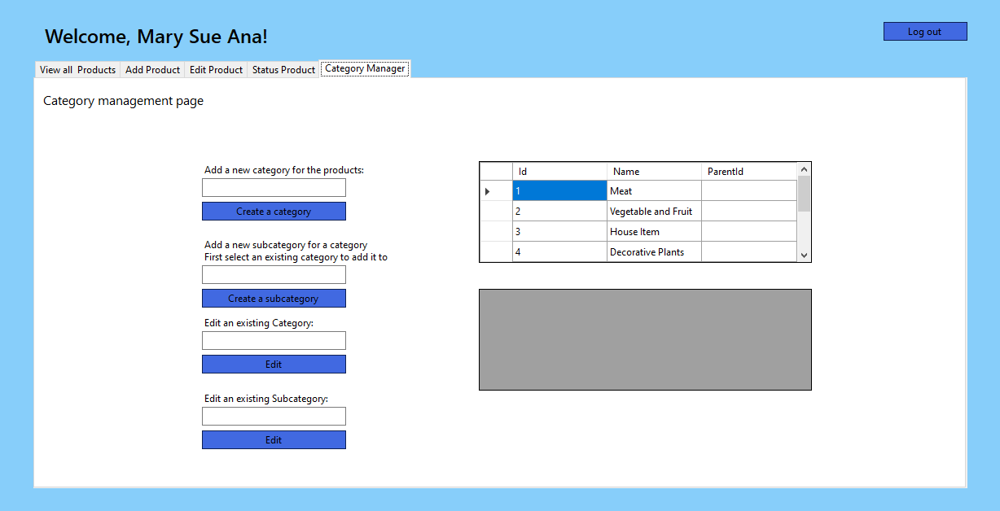 Welcome, Mary Sue Ana!
Log out
View all  Products
Add Product
Edit Product
Status Product
Category Manager
Category management page
Add a new category for the products:
Create a category
Add a new subcategory for a category
First select an existing category to add it to
Create a subcategory
Edit an existing Category:
Edit
Edit an existing Subcategory:
Edit
Id Name ParentId
1 Meat
2 Vegetable and Fruit
3 House Item
4 Decorative Plants